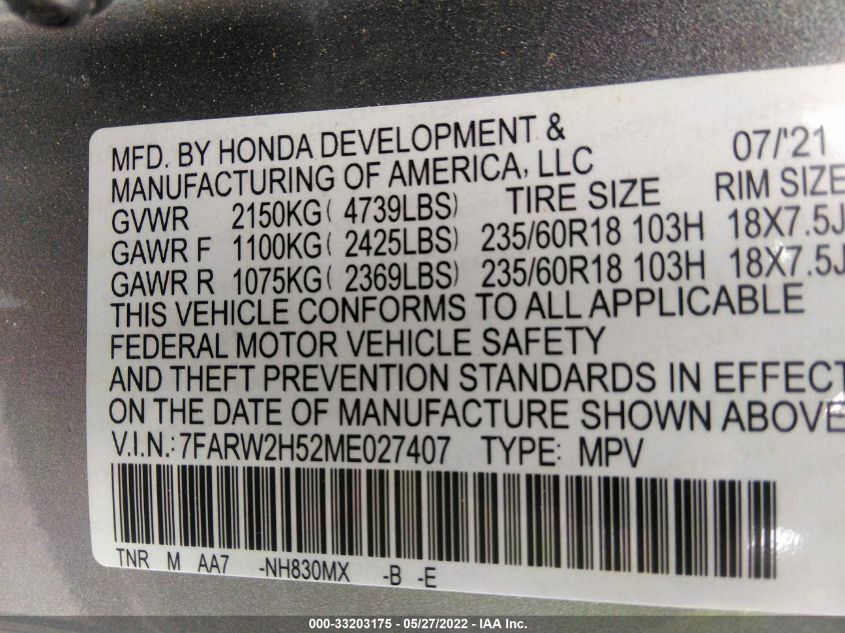 MFD. BY HONDA DEVELOPMENT & 07/'21
MANUFACTURING OF AMERICA, LLC
TIRE SIZE RIM SIZE
GVWR 2150KG( 4739LBS)
GAWR F 1100KG( 2425LBS) 235/60R18 103H 18X7.5J
GAWR R 1075KG( 2369LBS) 235/60R18 103H 18X7.5J
THIS VEHICLE CONFORMS TO ALL APPLICABLE
FEDERAL MOTOR VEHICLE SAFETY
AND THEFT PREVENTION STANDARDS IN EFFECT
ON THE DATE OF MANUFACTURE SHOWN ABOVE
V.I.N.: 7FARW2H52ME027407 TYPE: MPV
TNR M AA7 -NH830MX -B -E
000-33203175 - 05/27/2022 - IAA Inc.